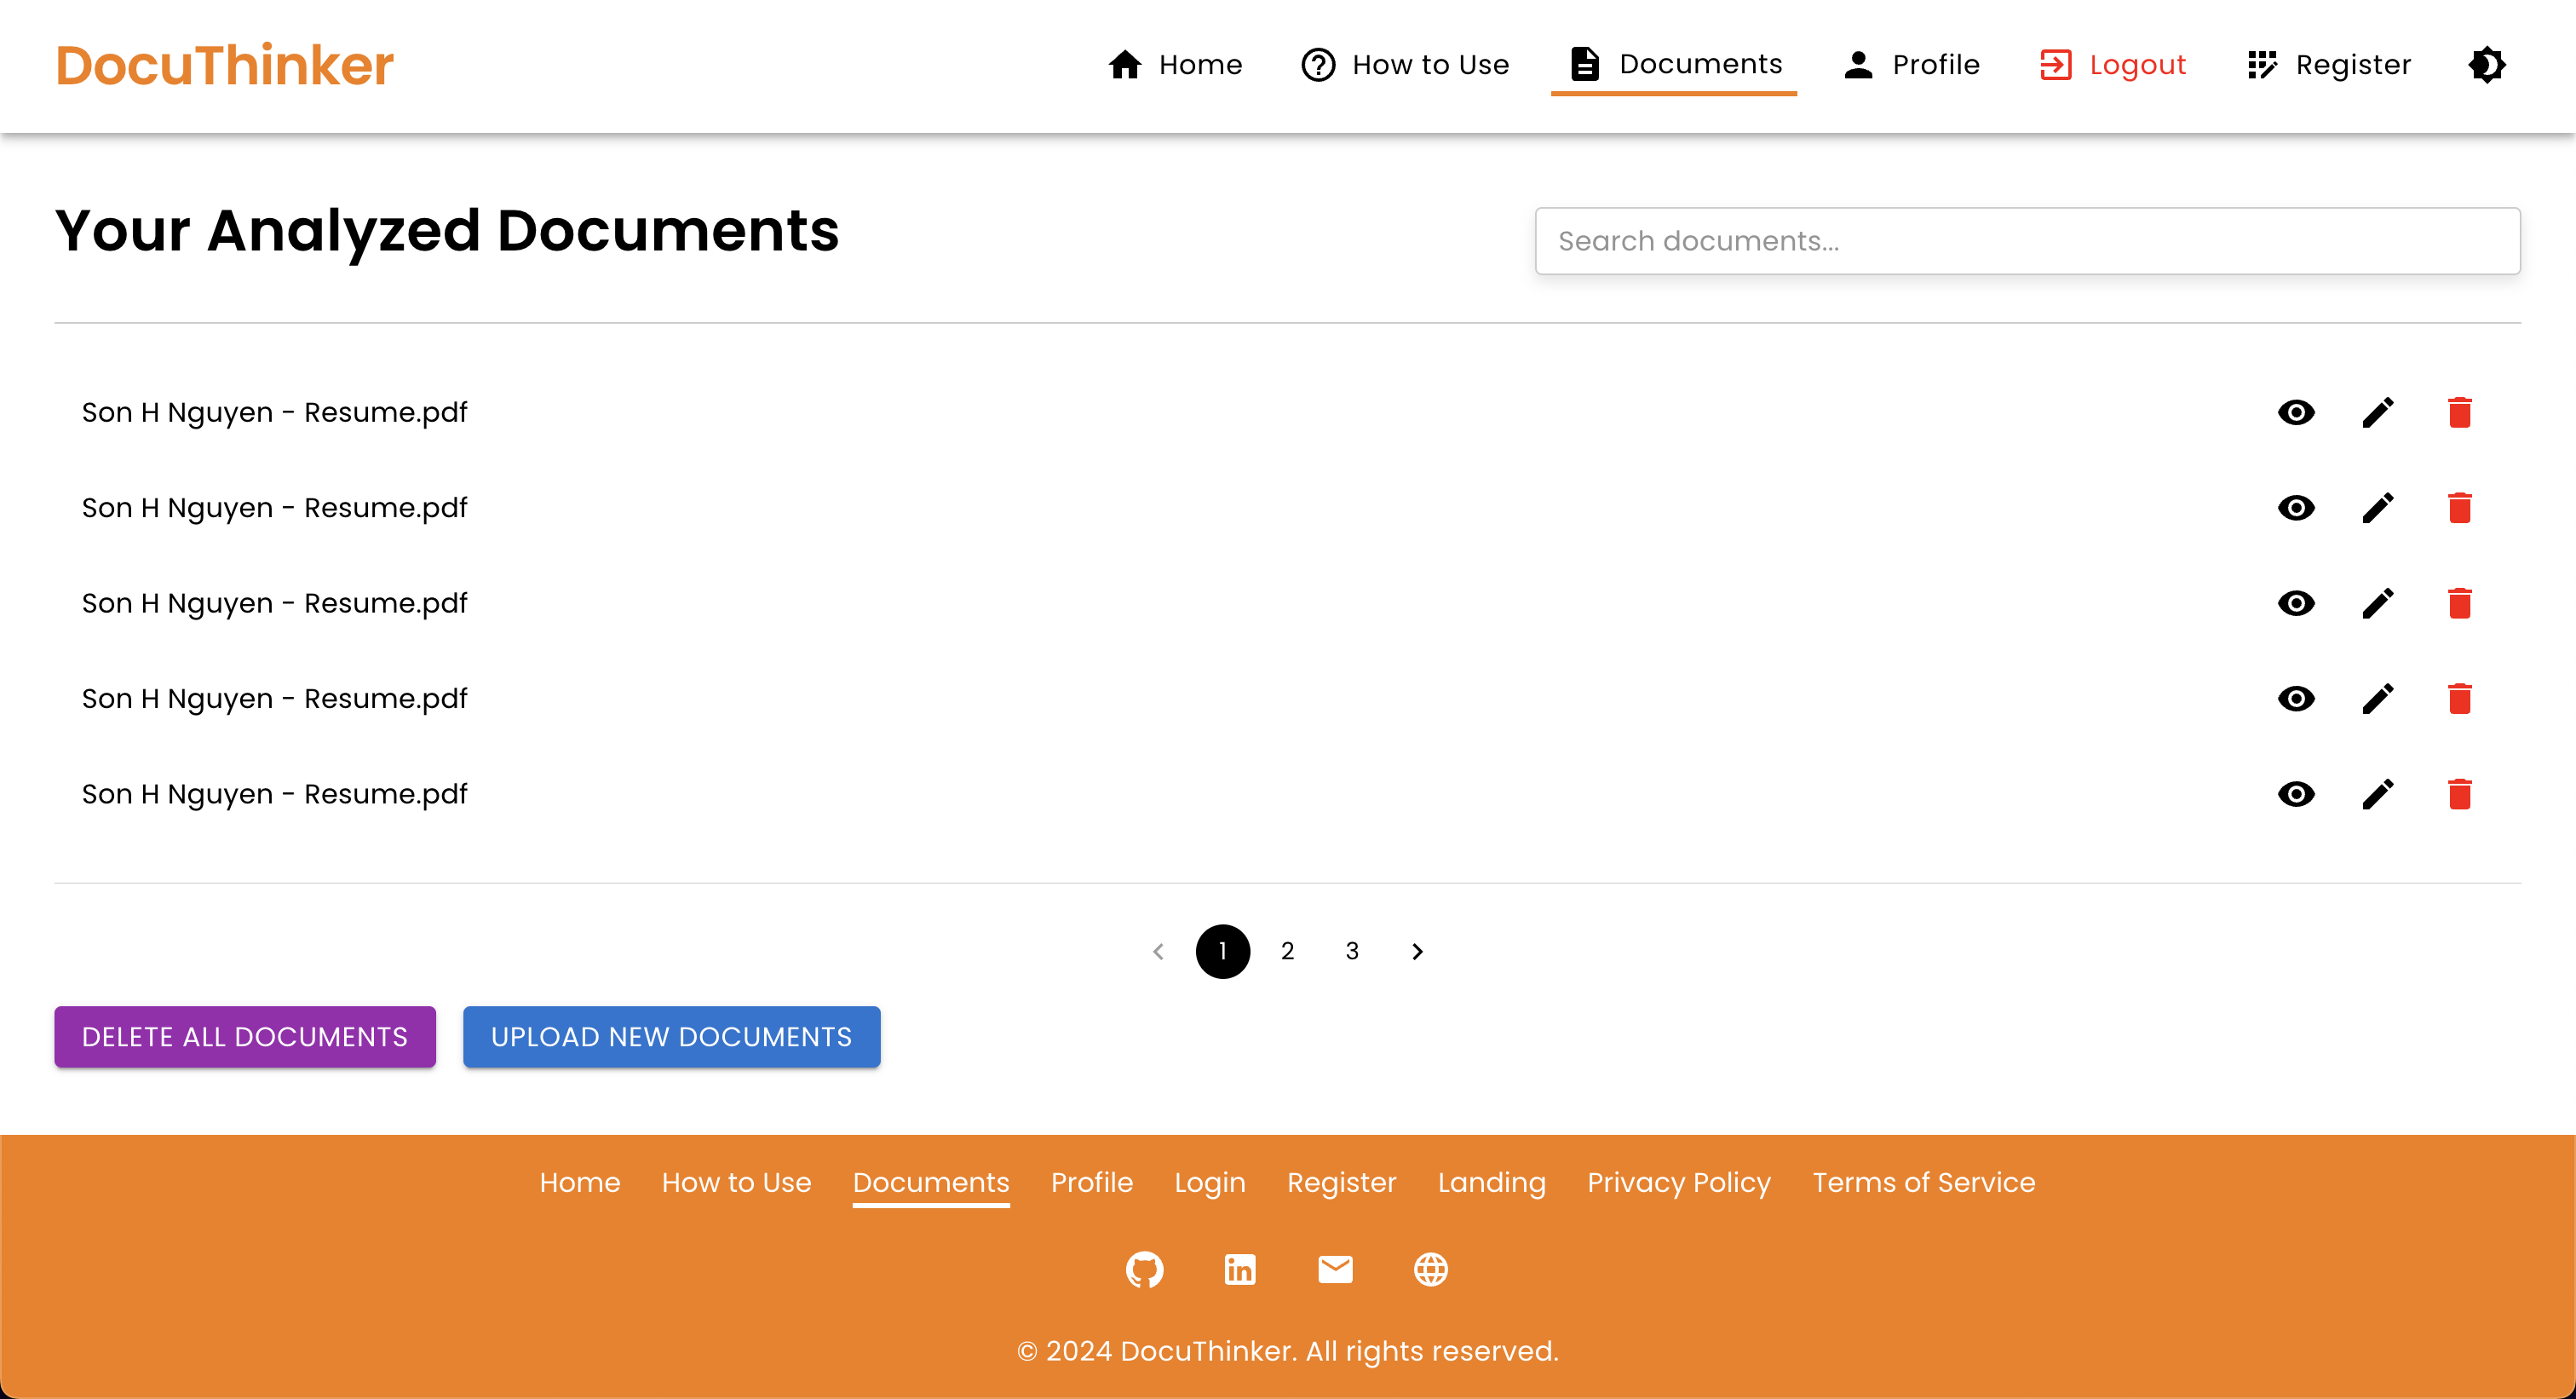 DocuThinker
Home How to Use Documents Profile Logout Register
Your Analyzed Documents
Search documents...
Son H Nguyen - Resume.pdf
Son H Nguyen - Resume.pdf
Son H Nguyen - Resume.pdf
Son H Nguyen - Resume.pdf
Son H Nguyen - Resume.pdf
1 2 3
DELETE ALL DOCUMENTS UPLOAD NEW DOCUMENTS
Home How to Use Documents Profile Login Register Landing Privacy Policy Terms of Service
© 2024 DocuThinker. All rights reserved.